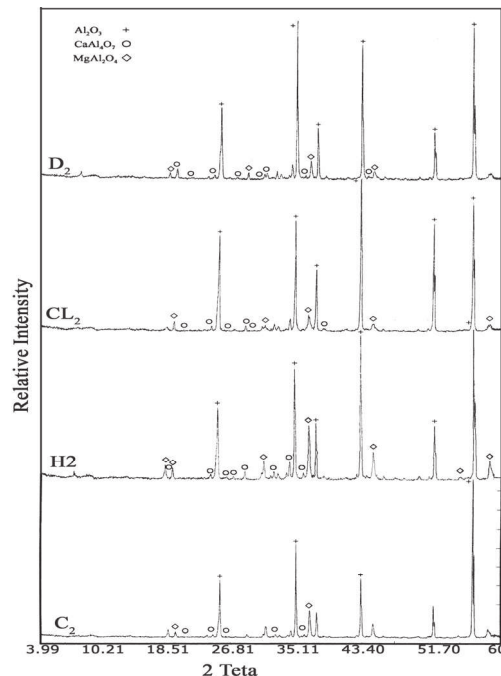 Al₂O₃ +
CaAl₄O₇ o
MgAl₂O₄ ◇
D₂
CL₂
H2
C₂
Relative Intensity
3.99 10.21 18.51 26.81 35.11 43.40 51.70 60
2 Teta